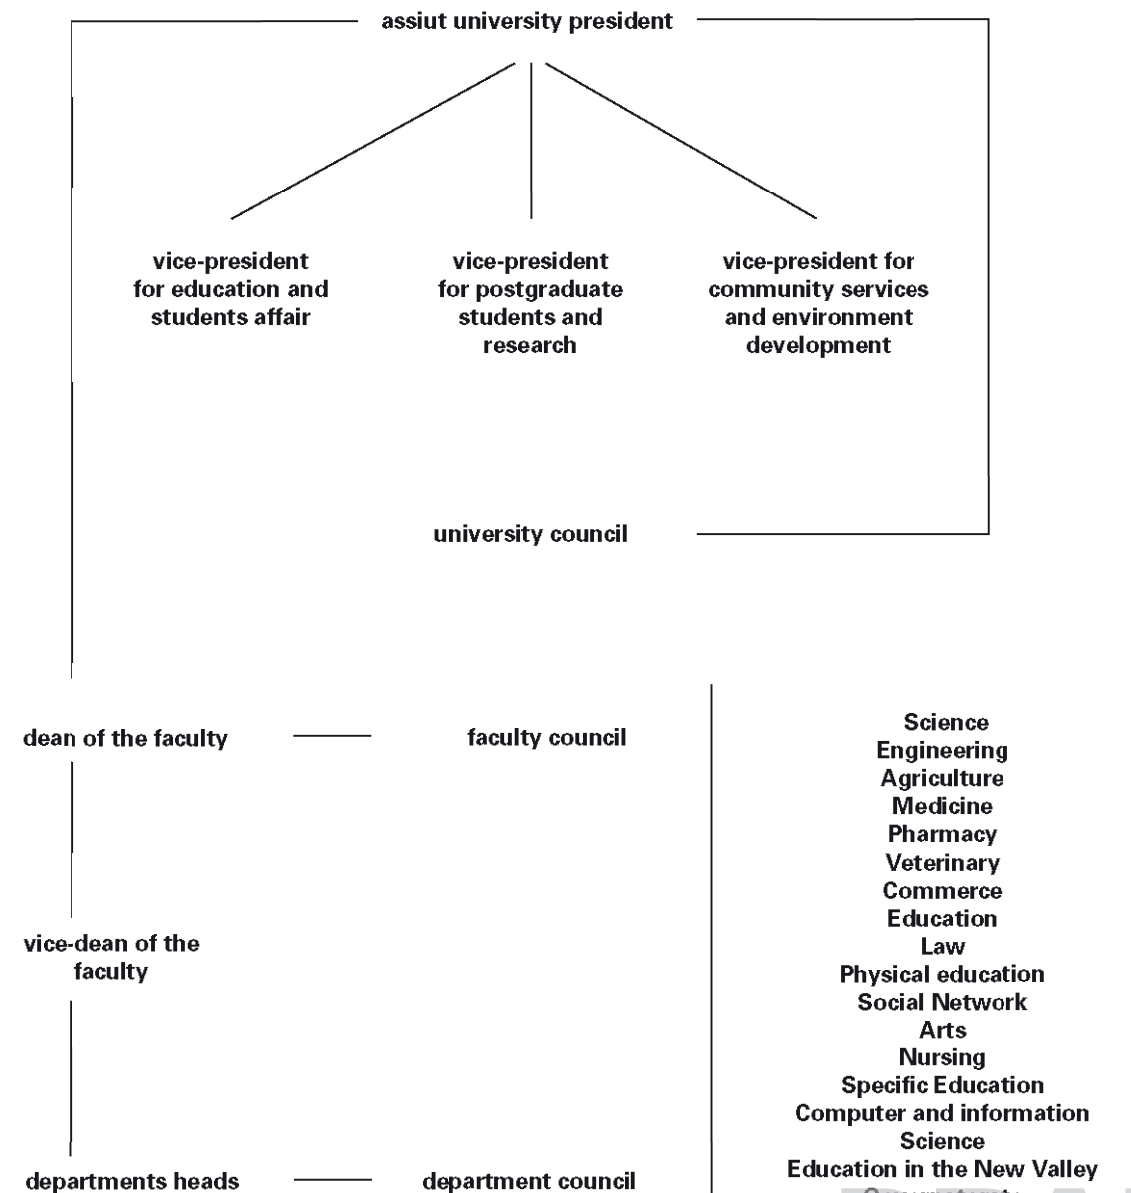 assiut university president
vice-president
for education and
students affair
vice-president
for postgraduate
students and
research
vice-president for
community services
and environment
development
university council
dean of the faculty
faculty council
vice-dean of the
faculty
departments heads
department council
Science
Engineering
Agriculture
Medicine
Pharmacy
Veterinary
Commerce
Education
Law
Physical education
Social Network
Arts
Nursing
Specific Education
Computer and information
Science
Education in the New Valley